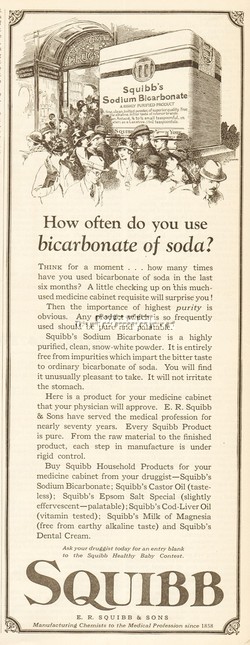 Squibb's
Sodium Bicarbonate
A HIGHLY PURIFIED PRODUCT
How often do you use
bicarbonate of soda?
THINK for a moment . . . how many times
have you used bicarbonate of soda in the last
six months? A little checking up on this much-
used medicine cabinet requisite will surprise you!
Then the importance of highest purity is
obvious. Any product which is so frequently
used should be pure and palatable.
Squibb's Sodium Bicarbonate is a highly
purified, clean, snow-white powder. It is entirely
free from impurities which impart the bitter taste
to ordinary bicarbonate of soda. You will find
it unusually pleasant to take. It will not irritate
the stomach.
Here is a product for your medicine cabinet
that your physician will approve. E. R. Squibb
& Sons have served the medical profession for
nearly seventy years. Every Squibb Product
is pure. From the raw material to the finished
product, each step in manufacture is under
rigid control.
Buy Squibb Household Products for your
medicine cabinet from your druggist—Squibb's
Sodium Bicarbonate; Squibb's Castor Oil (taste-
less); Squibb's Epsom Salt Special (slightly
effervescent—palatable); Squibb's Cod-Liver Oil
(vitamin tested); Squibb's Milk of Magnesia
(free from earthy alkaline taste) and Squibb's
Dental Cream.
Ask your druggist today for an entry blank
to the Squibb Healthy Baby Contest.
SQUIBB
E. R. SQUIBB & SONS
Manufacturing Chemists to the Medical Profession since 1858